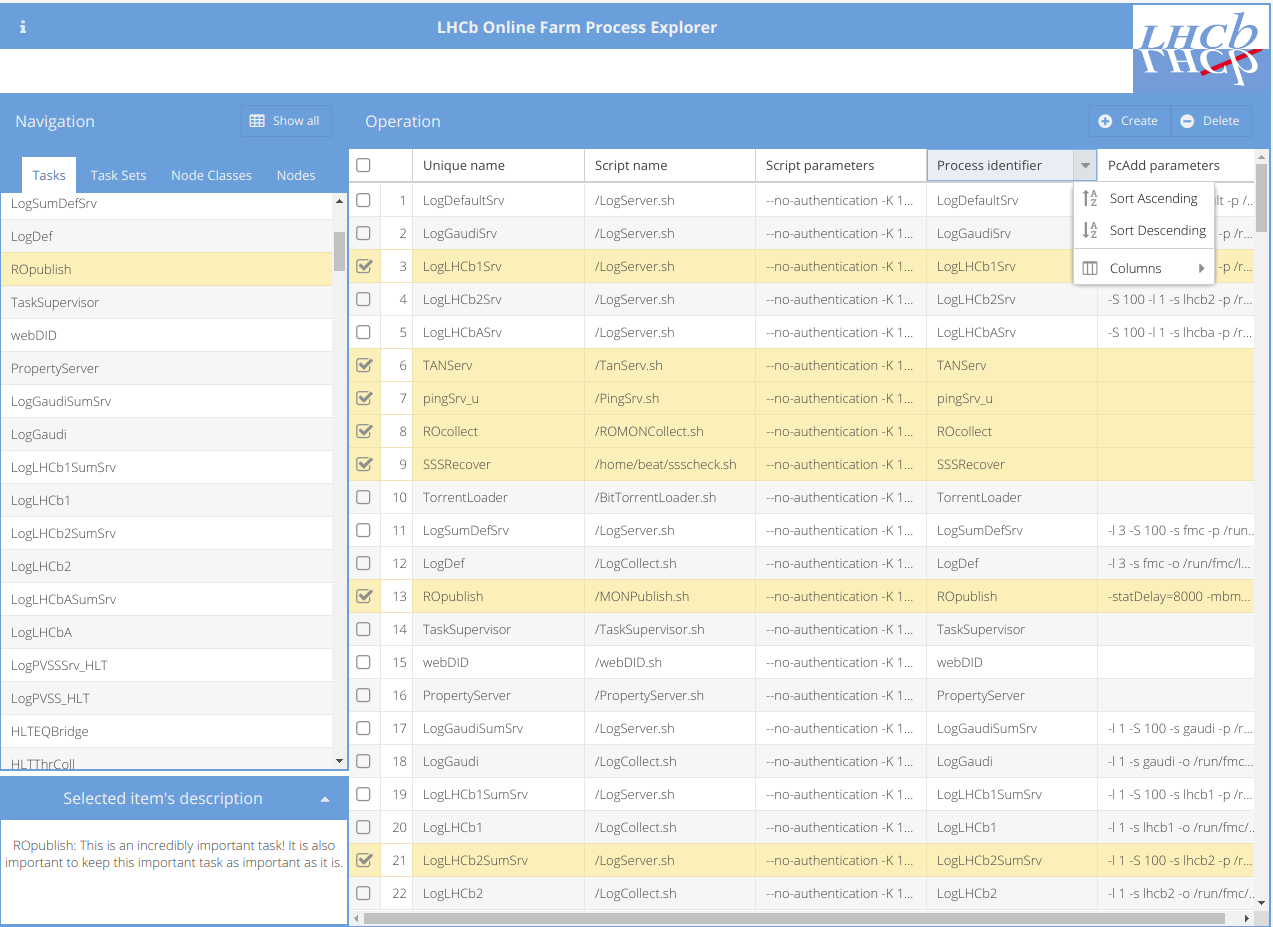 LHCb Online Farm Process Explorer
LHCb
LHCb
Navigation
Show all
Operation
Create
Delete
Tasks Task Sets Node Classes Nodes
LogSumDefSrv
LogDef
ROpublish
TaskSupervisor
webDID
PropertyServer
LogGaudiSumSrv
LogGaudi
LogLHCb1SumSrv
LogLHCb1
LogLHCb2SumSrv
LogLHCb2
LogLHCbASumSrv
LogLHCbA
LogPVSSSrv_HLT
LogPVSS_HLT
HLTEQBridge
HLTThrColl
Selected item's description
ROpublish: This is an incredibly important task! It is also
important to keep this important task as important as it is.
Unique name Script name Script parameters Process identifier PcAdd parameters
Sort Ascending
Sort Descending
Columns
1 LogDefaultSrv /LogServer.sh --no-authentication -K 1... LogDefaultSrv lt -p /...
2 LogGaudiSrv /LogServer.sh --no-authentication -K 1... LogGaudiSrv -p /r...
3 LogLHCb1Srv /LogServer.sh --no-authentication -K 1... LogLHCb1Srv -p /r...
4 LogLHCb2Srv /LogServer.sh --no-authentication -K 1... LogLHCb2Srv -S 100 -l 1 -s lhcb2 -p /r...
5 LogLHCbASrv /LogServer.sh --no-authentication -K 1... LogLHCbASrv -S 100 -l 1 -s lhcba -p /r...
6 TANServ /TanServ.sh --no-authentication -K 1... TANServ
7 pingSrv_u /PingSrv.sh --no-authentication -K 1... pingSrv_u
8 ROcollect /ROMONCollect.sh --no-authentication -K 1... ROcollect
9 SSSRecover /home/beat/ssscheck.sh --no-authentication -K 1... SSSRecover
10 TorrentLoader /BitTorrentLoader.sh --no-authentication -K 1... TorrentLoader
11 LogSumDefSrv /LogServer.sh --no-authentication -K 1... LogSumDefSrv -l 3 -S 100 -s fmc -p /run...
12 LogDef /LogCollect.sh --no-authentication -K 1... LogDef -l 3 -s fmc -o /run/fmc/l...
13 ROpublish /MONPublish.sh --no-authentication -K 1... ROpublish -statDelay=8000 -mbm...
14 TaskSupervisor /TaskSupervisor.sh --no-authentication -K 1... TaskSupervisor
15 webDID /webDID.sh --no-authentication -K 1... webDID
16 PropertyServer /PropertyServer.sh --no-authentication -K 1... PropertyServer
17 LogGaudiSumSrv /LogServer.sh --no-authentication -K 1... LogGaudiSumSrv -l 1 -S 100 -s gaudi -p /r...
18 LogGaudi /LogCollect.sh --no-authentication -K 1... LogGaudi -l 1 -s gaudi -o /run/fmc...
19 LogLHCb1SumSrv /LogServer.sh --no-authentication -K 1... LogLHCb1SumSrv -l 1 -S 100 -s lhcb1 -p /r...
20 LogLHCb1 /LogCollect.sh --no-authentication -K 1... LogLHCb1 -l 1 -s lhcb1 -o /run/fmc/...
21 LogLHCb2SumSrv /LogServer.sh --no-authentication -K 1... LogLHCb2SumSrv -l 1 -S 100 -s lhcb2 -p /r...
22 LogLHCb2 /LogCollect.sh --no-authentication -K 1... LogLHCb2 -l 1 -s lhcb2 -o /run/fmc/...